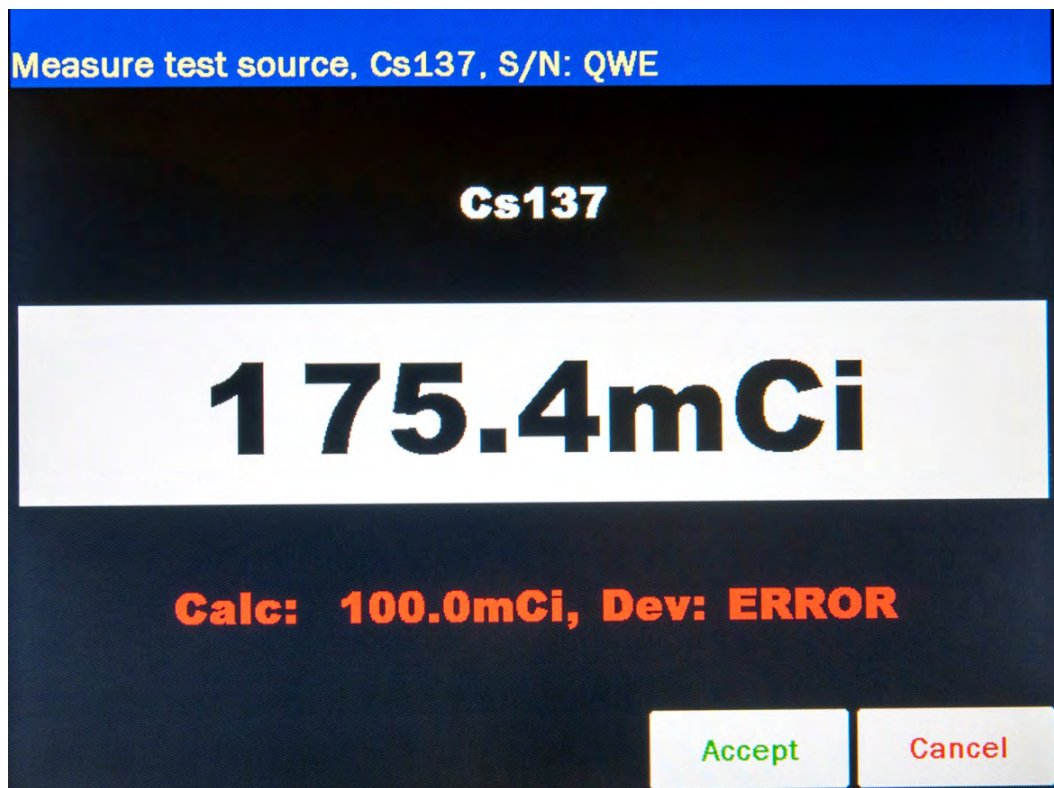 Measure test source, Cs137, S/N: QWE
Cs137
175.4mCi
Calc: 100.0mCi, Dev: ERROR
Accept
Cancel